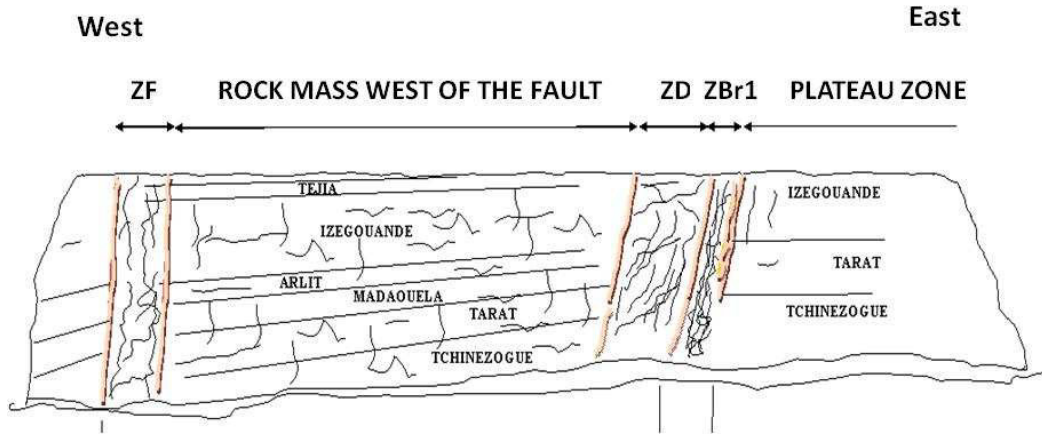 West
East
ZF
ROCK MASS WEST OF THE FAULT
ZD
ZBr1
PLATEAU ZONE
TEJIA
IZEGOUANDE
IZEGOUANDE
ARLIT
MADAOUELA
TARAT
TARAT
TCHINEZOGUE
TCHINEZOGUE